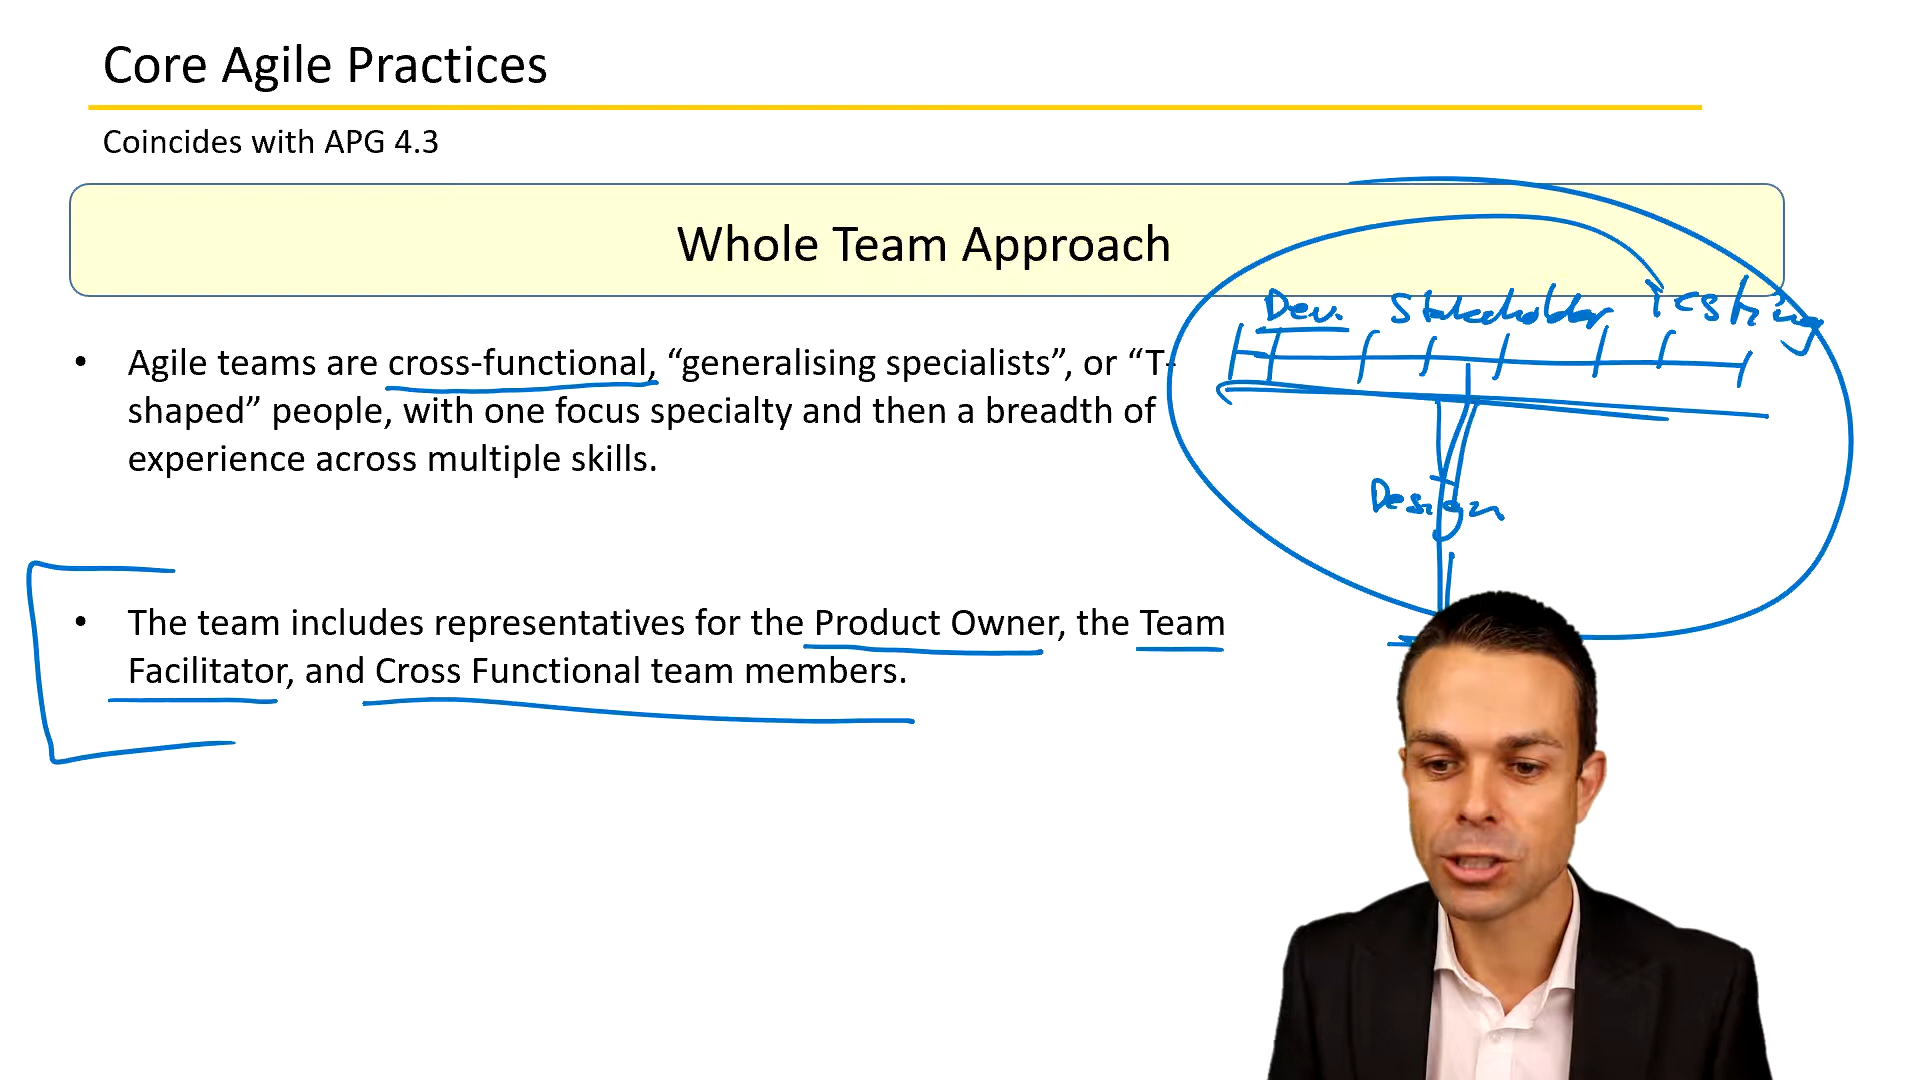 Core Agile Practices
Coincides with APG 4.3
Whole Team Approach
Dev. Stakeholder Testing
• Agile teams are cross-functional, “generalising specialists”, or “T-
shaped” people, with one focus specialty and then a breadth of
experience across multiple skills.
Design
• The team includes representatives for the Product Owner, the Team
Facilitator, and Cross Functional team members.